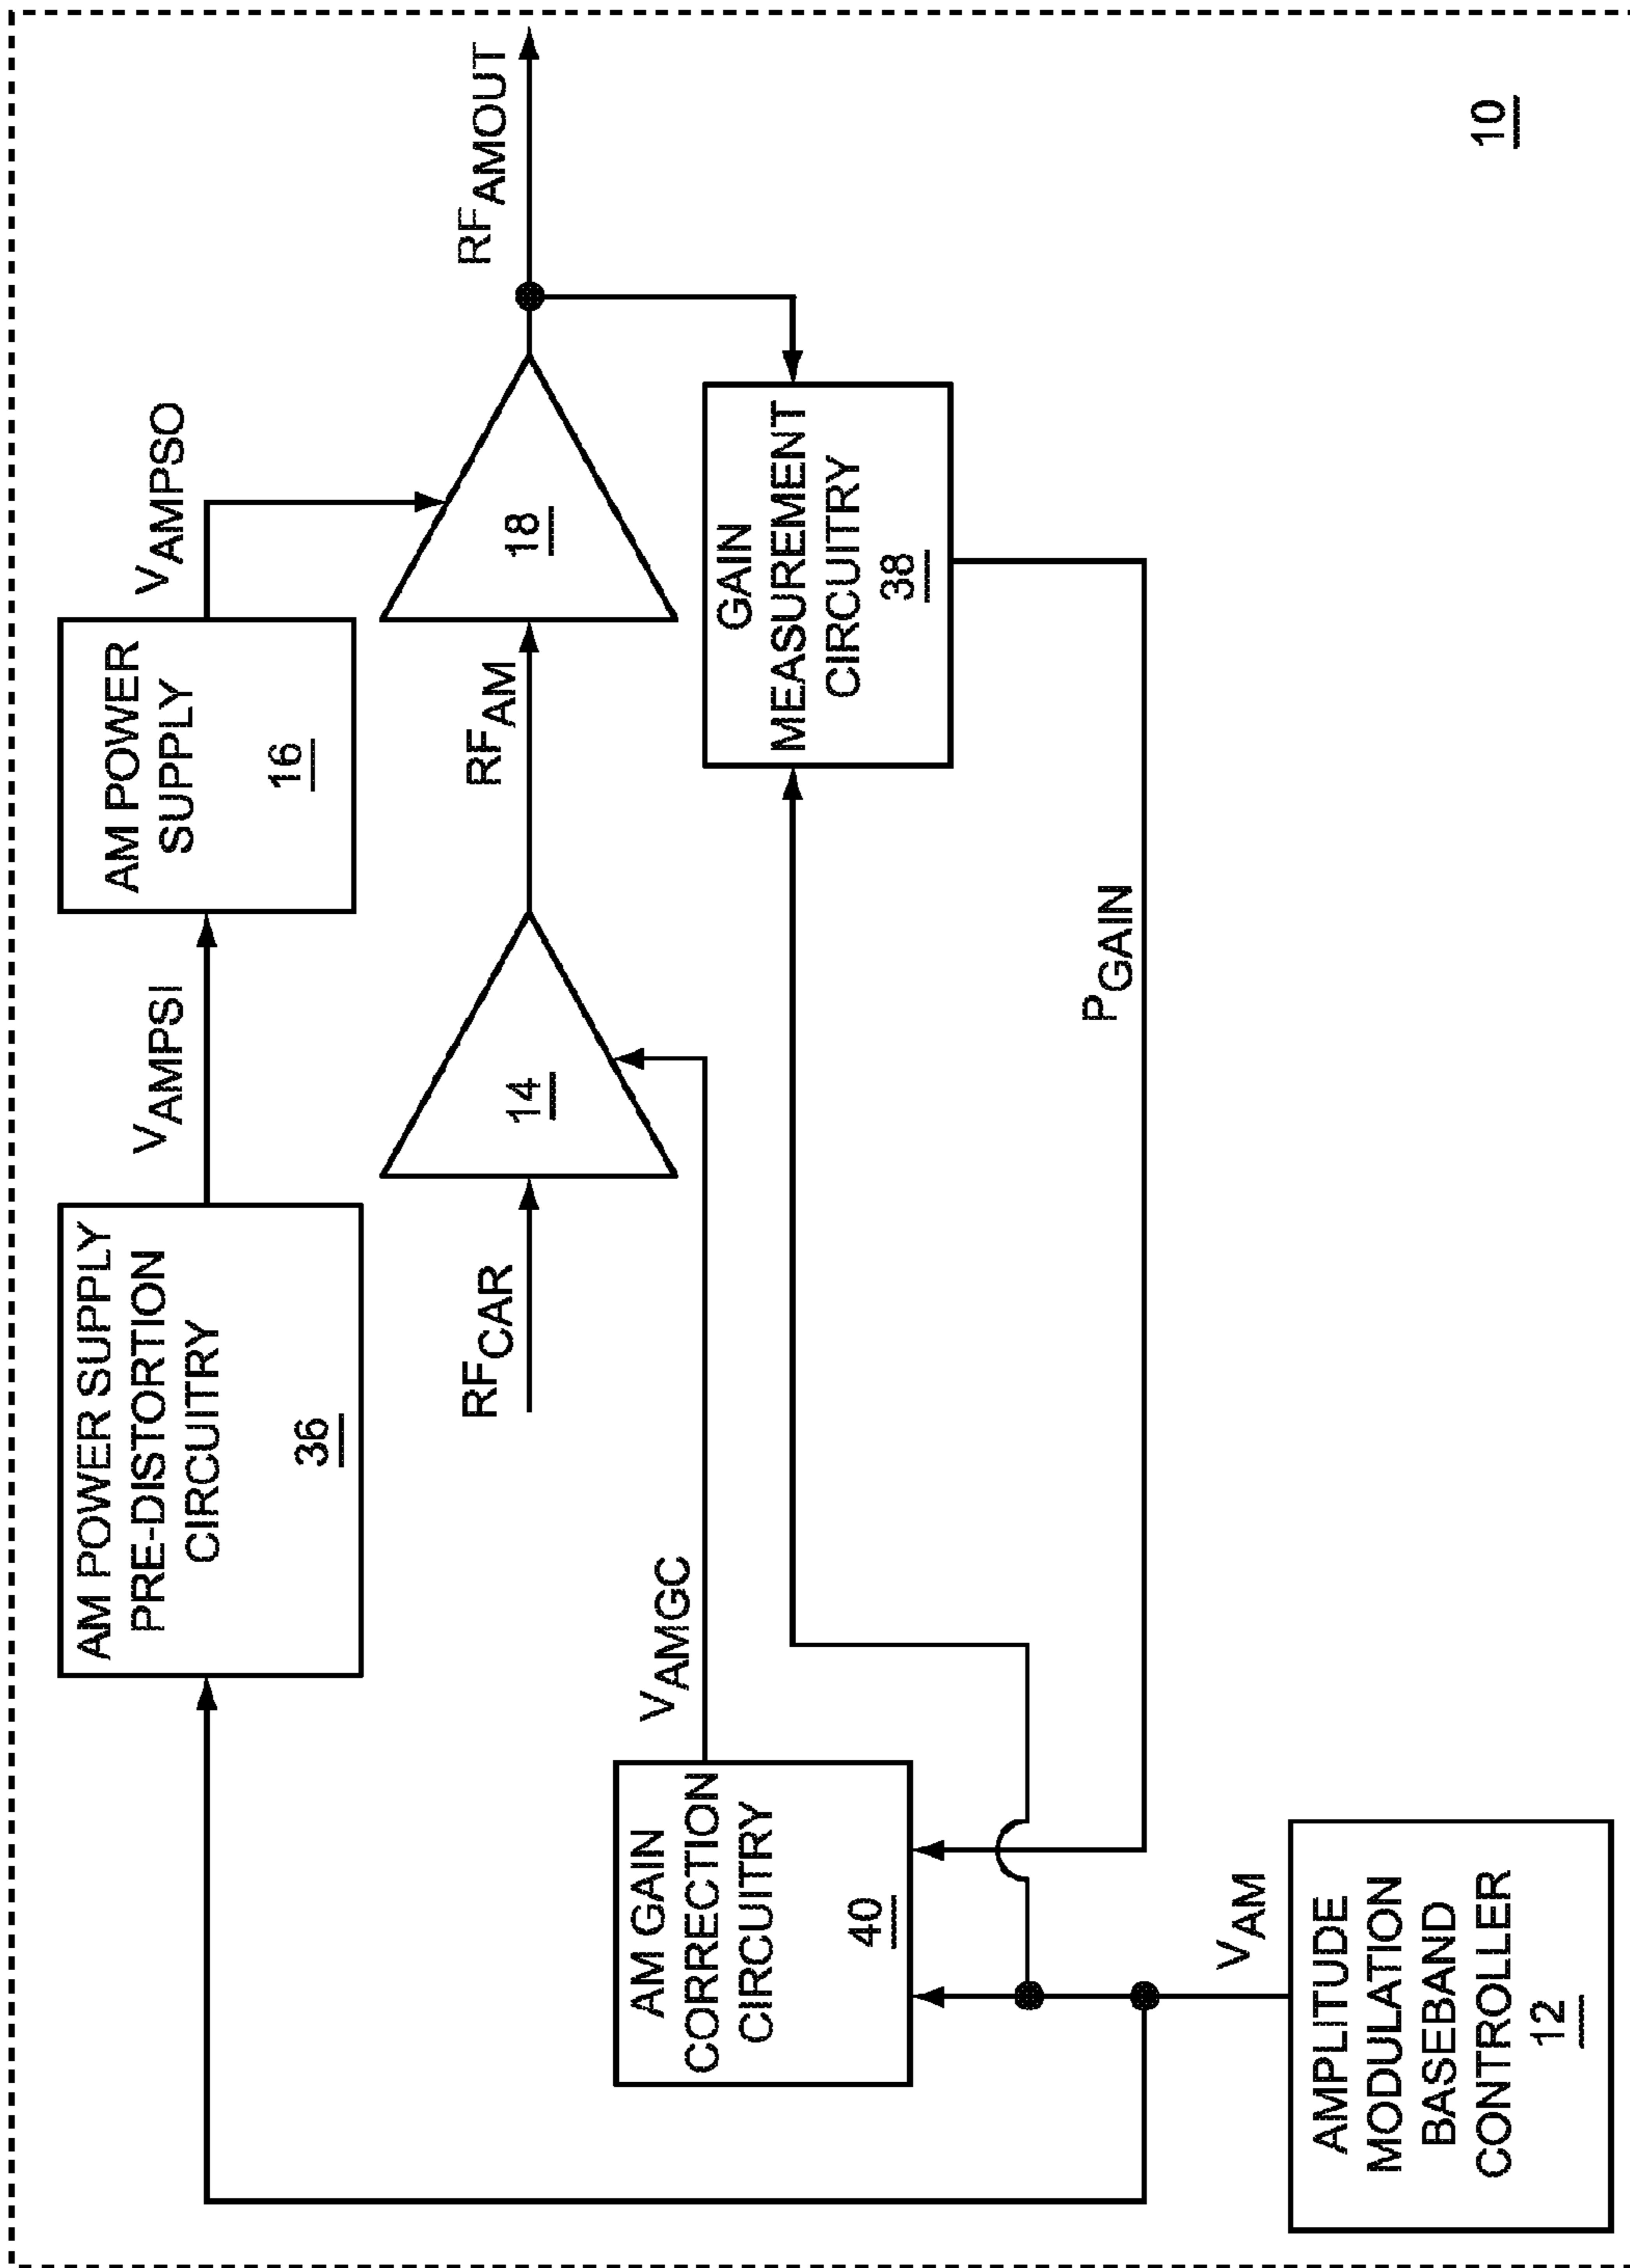 AM POWER SUPPLY
PRE-DISTORTION
CIRCUITRY
36
VAMPSI
AM POWER
SUPPLY
16
VAMPSO
RFCAR
14
RFAM
18
RFAMOUT
AM GAIN
CORRECTION
CIRCUITRY
40
VAMGC
GAIN
MEASUREMENT
CIRCUITRY
38
PGAIN
AMPLITUDE
MODULATION
BASEBAND
CONTROLLER
12
VAM
10